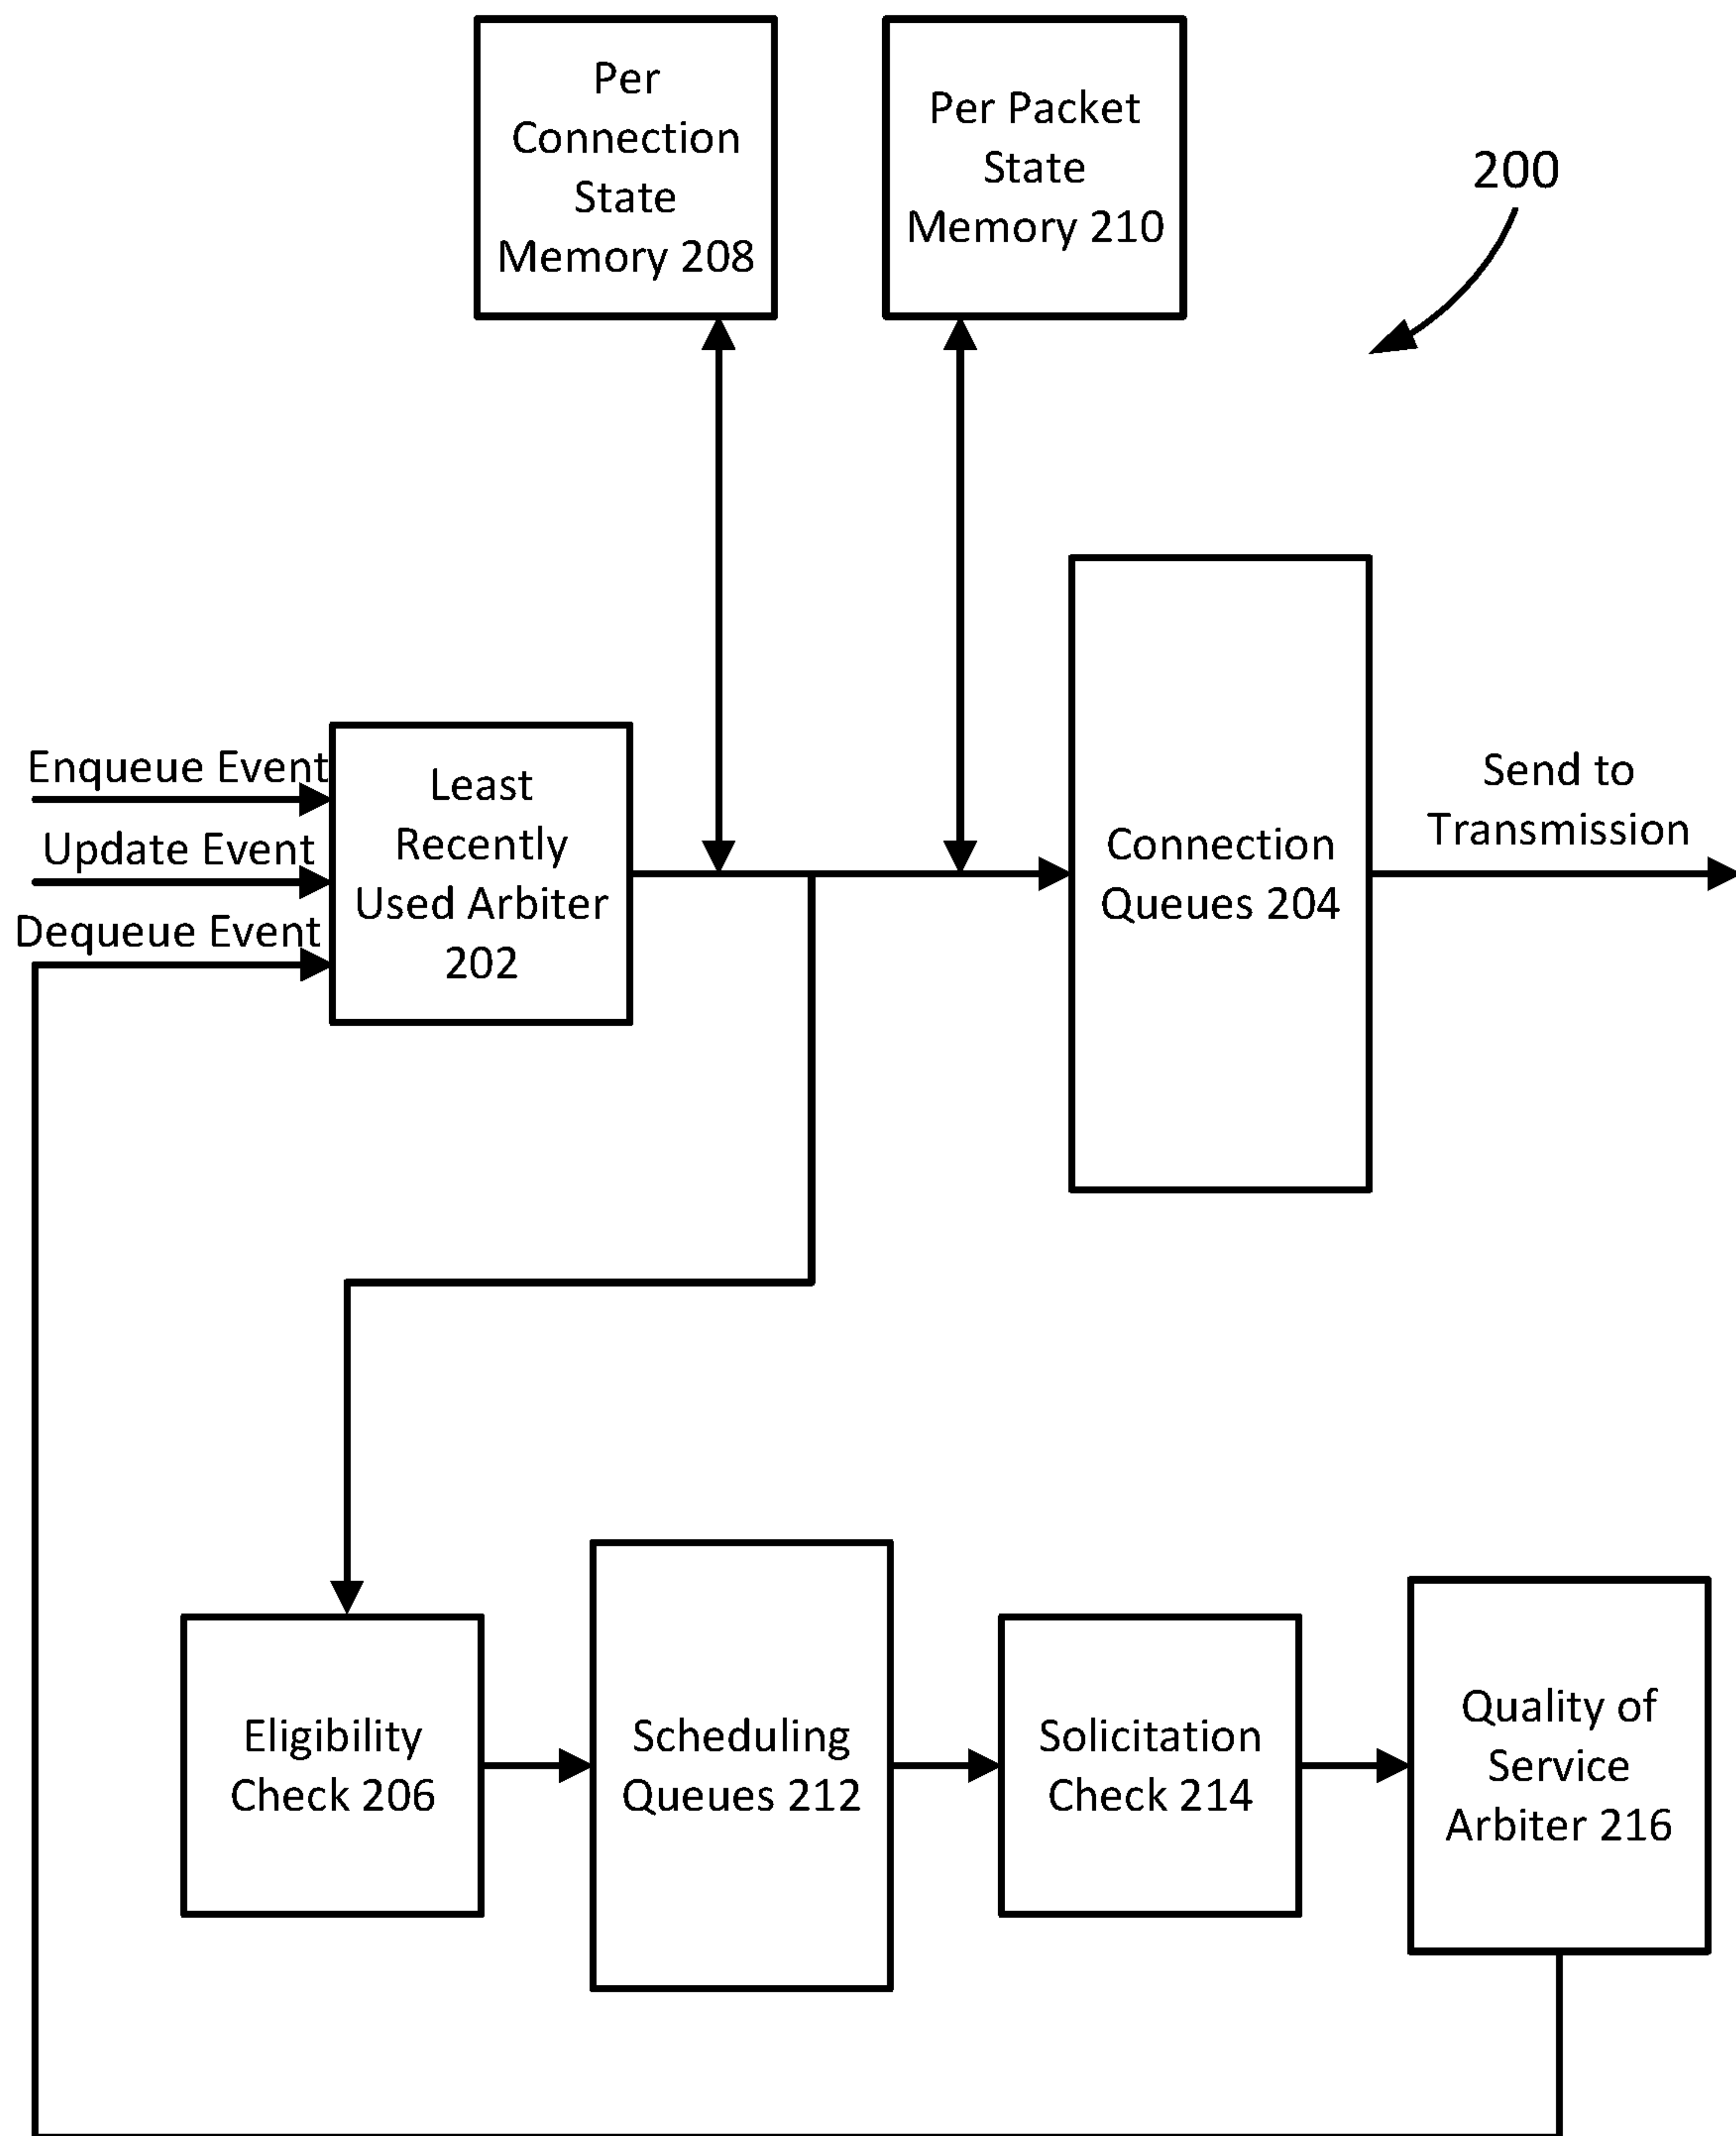 Per
Connection
State
Memory 208
Per Packet
State
Memory 210
200
Enqueue Event
Update Event
Dequeue Event
Least
Recently
Used Arbiter
202
Connection
Queues 204
Send to
Transmission
Eligibility
Check 206
Scheduling
Queues 212
Solicitation
Check 214
Quality of
Service
Arbiter 216